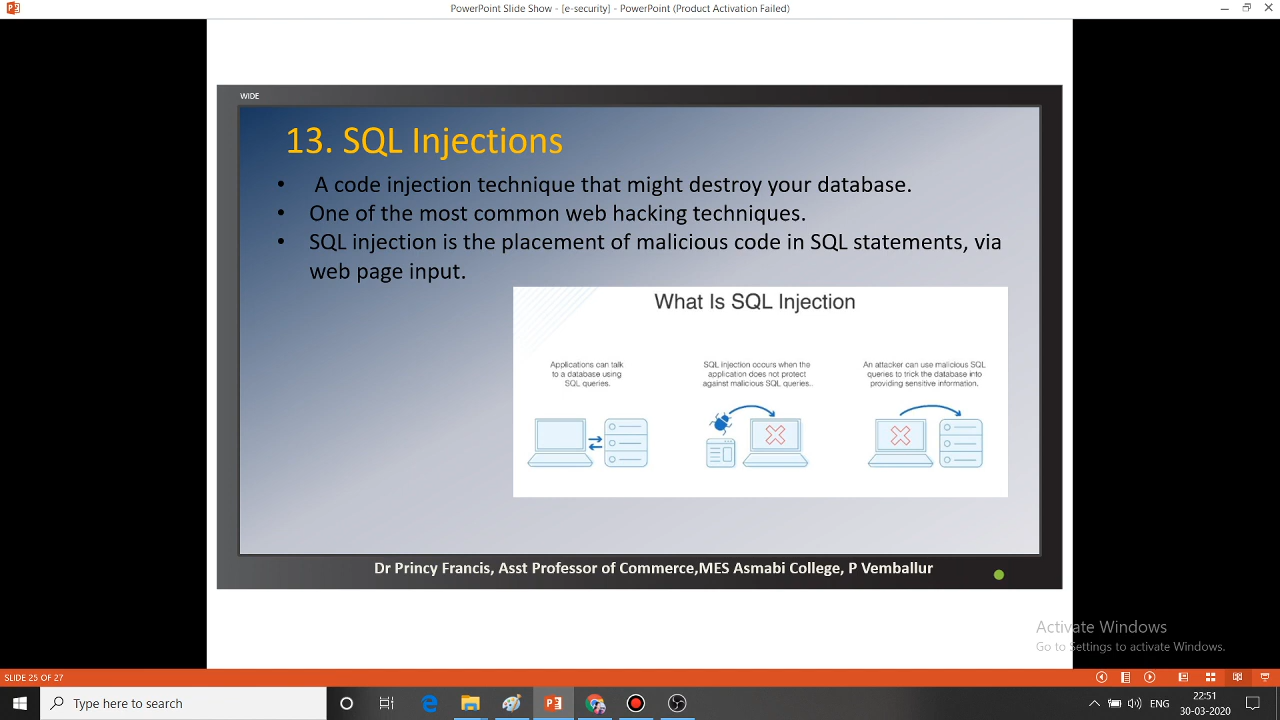 PowerPoint Slide Show - [e-security] - PowerPoint (Product Activation Failed)
WIDE
13. SQL Injections
• A code injection technique that might destroy your database.
• One of the most common web hacking techniques.
• SQL injection is the placement of malicious code in SQL statements, via
web page input.
What Is SQL Injection
Applications can talk
to a database using
SQL queries.
SQL injection occurs when the
application does not protect
against malicious SQL queries..
An attacker can use malicious SQL
queries to trick the database into
providing sensitive information.
Dr Princy Francis, Asst Professor of Commerce,MES Asmabi College, P Vemballur
Activate Windows
Go to Settings to activate Windows.
SLIDE 25 OF 27
Type here to search
ENG
22:51
30-03-2020